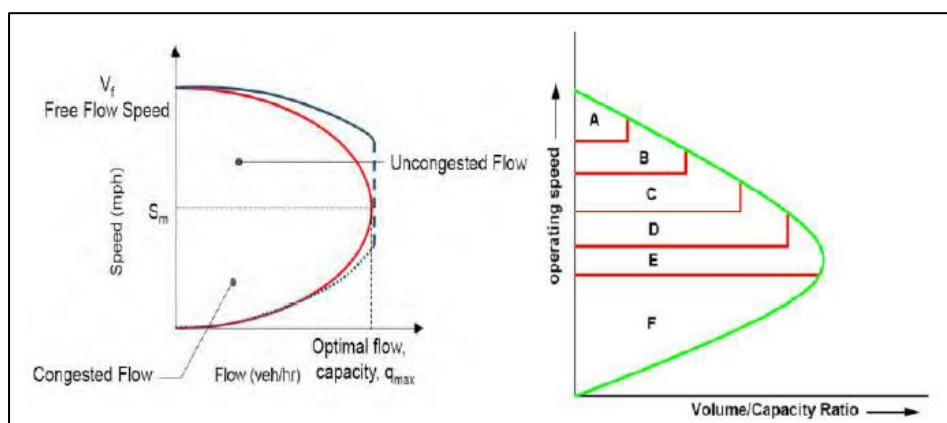 V_f
Free Flow Speed
Speed (mph)
S_m
Uncongested Flow
Congested Flow
Flow (veh/hr)
Optimal flow,
capacity, q_max
operating speed
A
B
C
D
E
F
Volume/Capacity Ratio